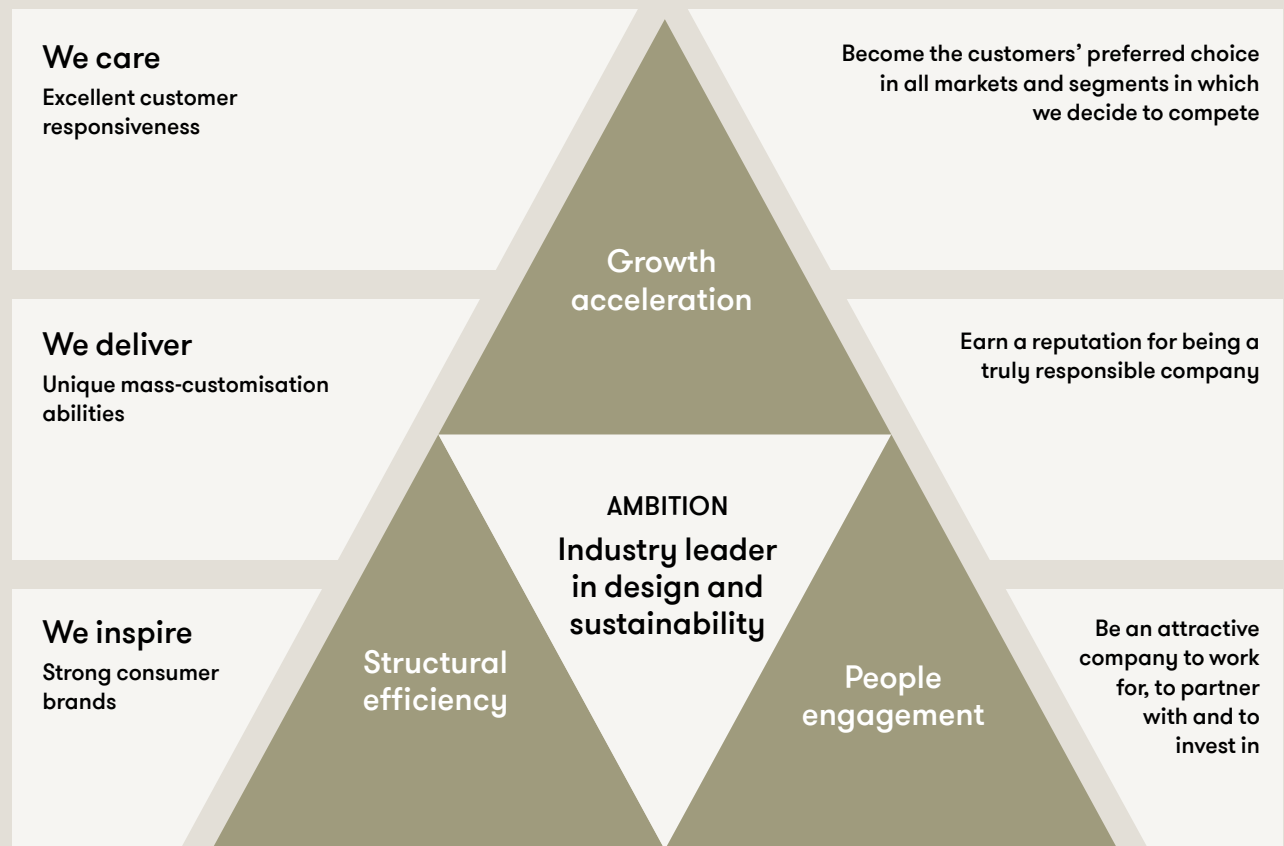 We care
Excellent customer
responsiveness
Become the customers’ preferred choice
in all markets and segments in which
we decide to compete
Growth
acceleration
We deliver
Unique mass-customisation
abilities
Earn a reputation for being a
truly responsible company
AMBITION
Industry leader
in design and
sustainability
We inspire
Strong consumer
brands
Structural
efficiency
People
engagement
Be an attractive
company to work
for, to partner
with and to
invest in